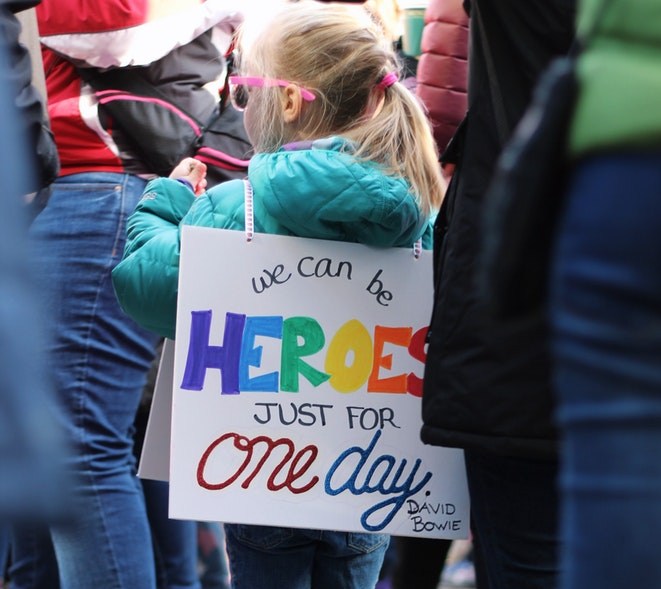 we can be
HEROES
JUST FOR
one day.
DAVID
BOWIE